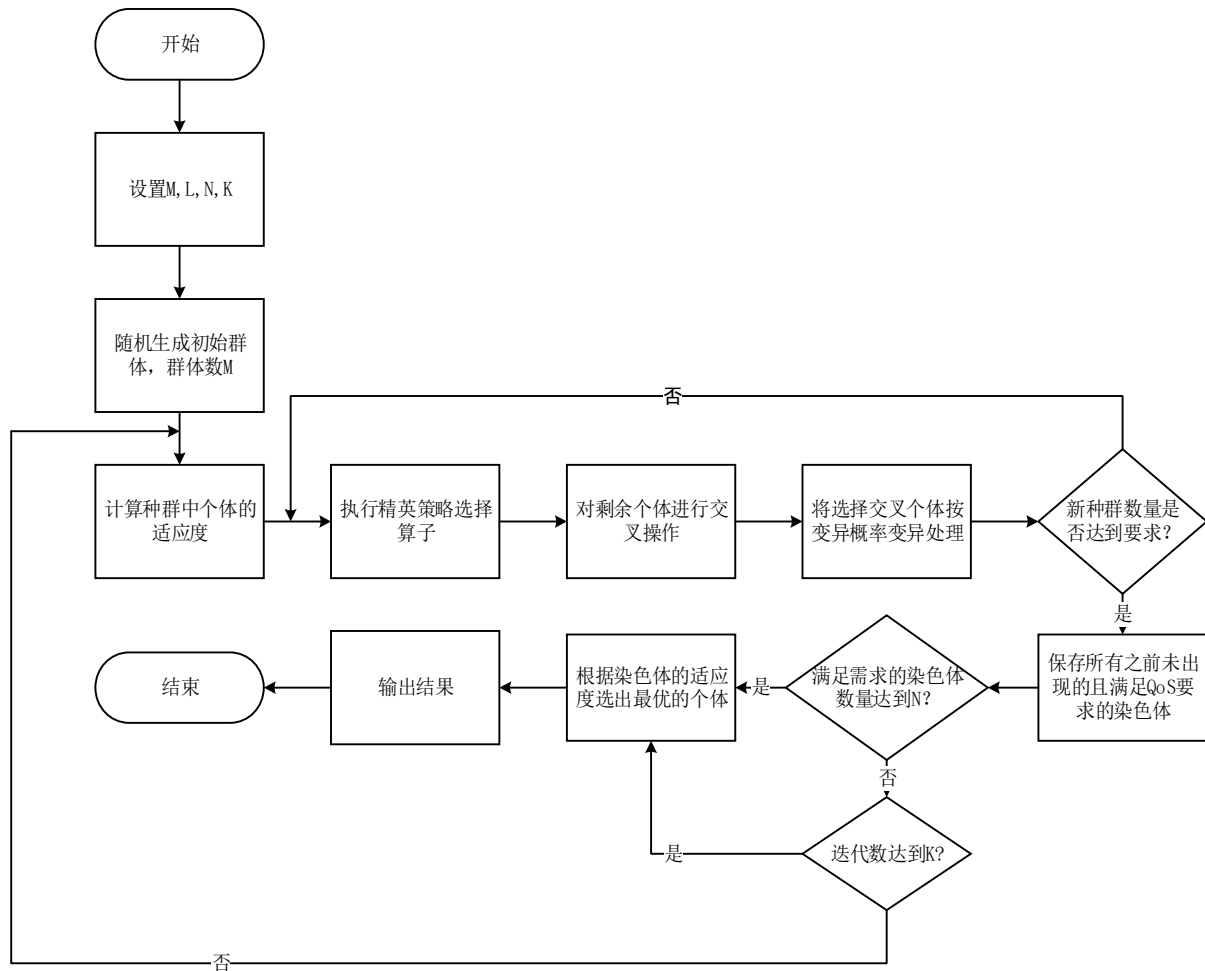 开始
设置M,L,N,K
随机生成初始群
体，群体数M
否
计算种群中个体的
适应度
执行精英策略选择
算子
对剩余个体进行交
叉操作
将选择交叉个体按
变异概率变异处理
新种群数量是
否达到要求?
是
结束
输出结果
根据染色体的适应
度选出最优的个体
是
满足需求的染色体
数量达到N?
保存所有之前未出
现的且满足QoS要
求的染色体
否
是
迭代数达到K?
否